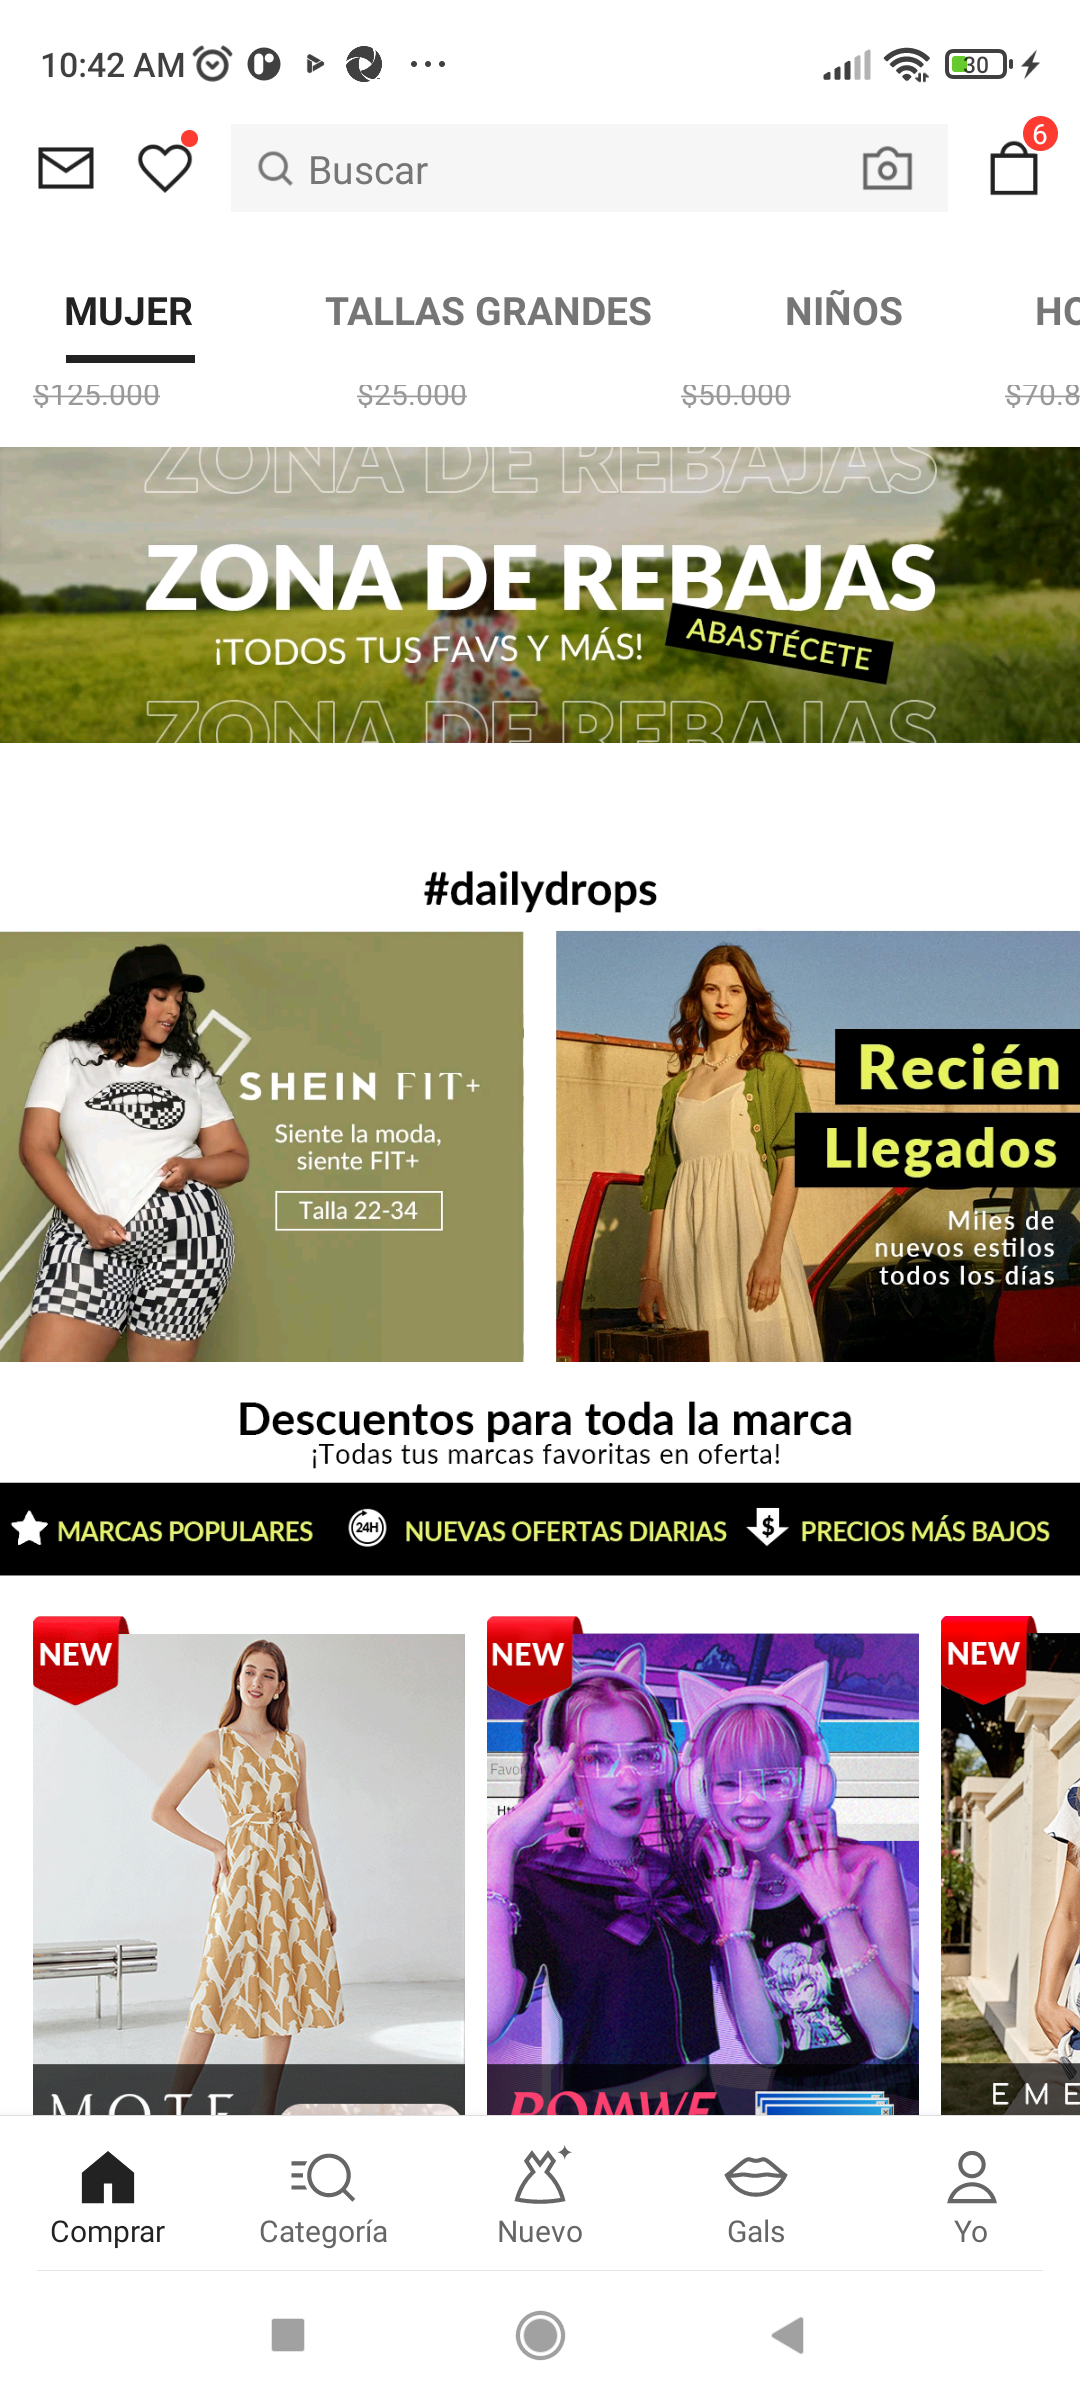 10:42 AM
30
6
Buscar
MUJER TALLAS GRANDES NIÑOS HO
$125.000 $25.000 $50.000 $70.8
ZONA DE REBAJAS
ZONA DE REBAJAS
¡TODOS TUS FAVS Y MÁS!
ABASTÉCETE
ZONA DE REBAJAS
#dailydrops
SHEIN FIT+
Siente la moda,
siente FIT+
Talla 22-34
Recién
Llegados
Miles de
nuevos estilos
todos los días
Descuentos para toda la marca
¡Todas tus marcas favoritas en oferta!
MARCAS POPULARES 24H NUEVAS OFERTAS DIARIAS $ PRECIOS MÁS BAJOS
NEW NEW NEW
Favor
Htt
MOTF ROMWE EME
Comprar Categoría Nuevo Gals Yo